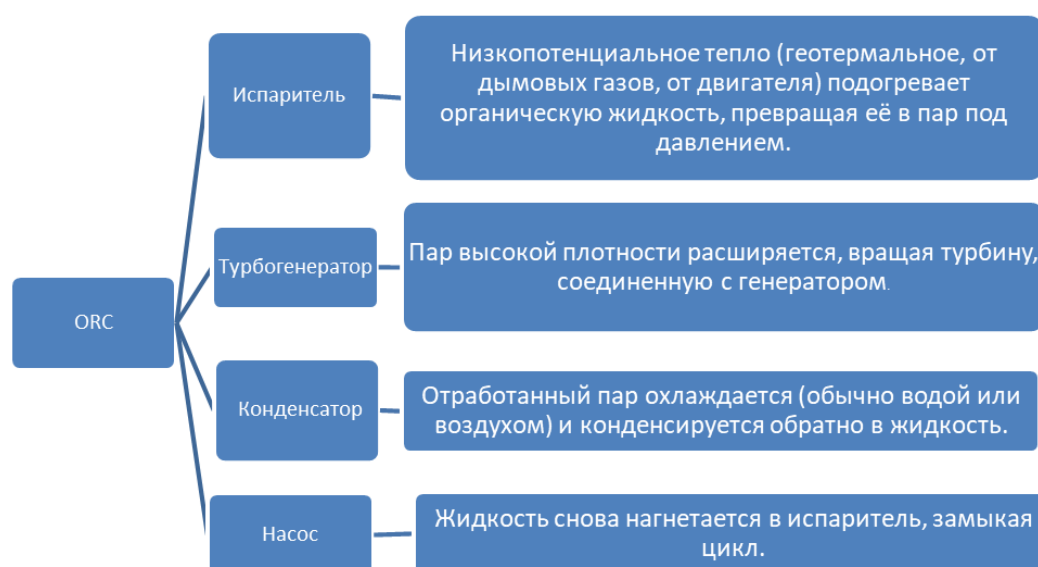 Испаритель
Низкопотенциальное тепло (геотермальное, от
дымовых газов, от двигателя) подогревает
органическую жидкость, превращая её в пар под
давлением.
Турбогенератор
Пар высокой плотности расширяется, вращая турбину,
соединенную с генератором.
ORC
Конденсатор
Отработанный пар охлаждается (обычно водой или
воздухом) и конденсируется обратно в жидкость.
Насос
Жидкость снова нагнетается в испаритель, замыкая
цикл.